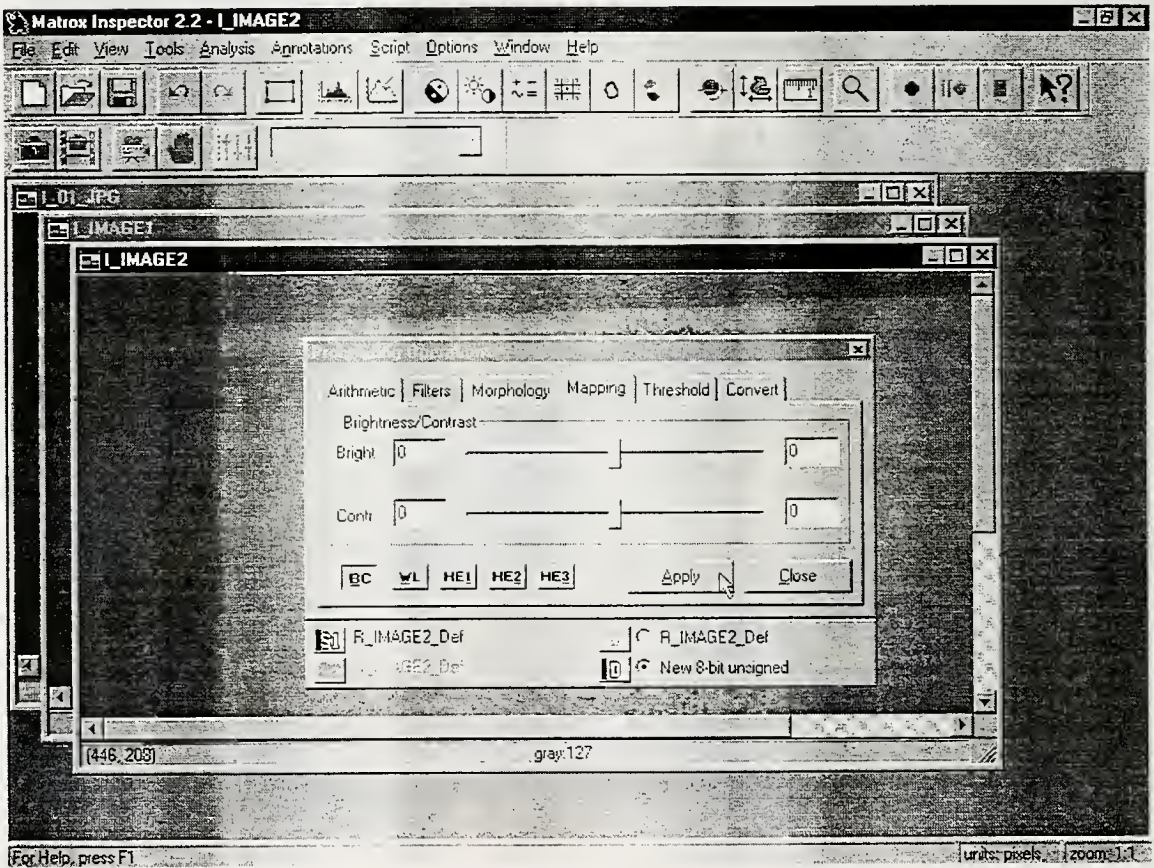 Matrox Inspector 2.2 - I_IMAGE2
File Edit View Tools Analysis Annotations Script Options Window Help
I_01_JPG
I_IMAGE1
I_IMAGE2
Arithmetic Filters Morphology Mapping Threshold Convert
Brightness/Contrast
Bright 0 0
Contr 0 0
BC WL HE1 HE2 HE3 Apply Close
R_IMAGE2_Def R_IMAGE2_Def
New 8-bit unsigned
(446, 208) gray:127
For Help, press F1 units: pixels zoom: 1:1